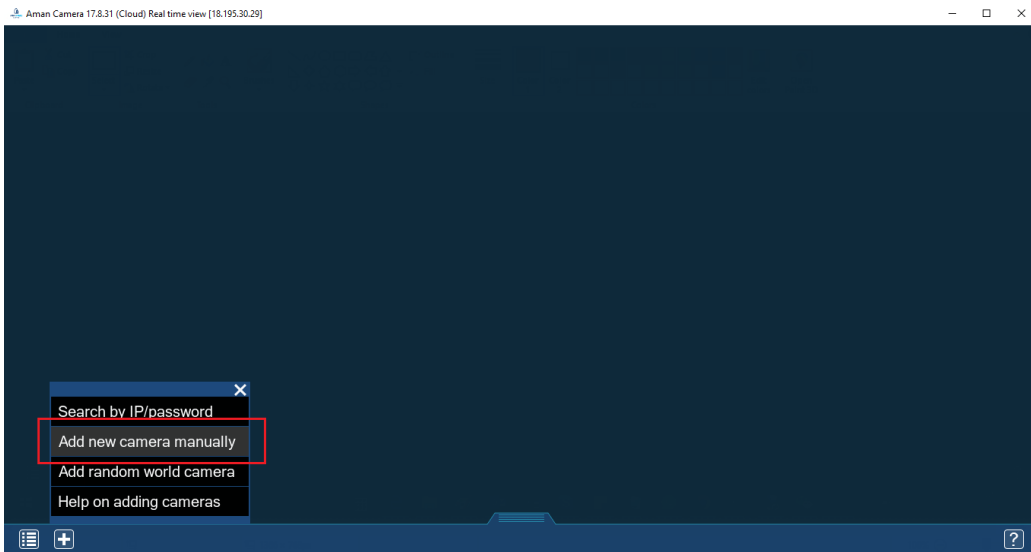 Aman Camera 17.8.31 (Cloud) Real time view [18.195.30.29]
Search by IP/password
Add new camera manually
Add random world camera
Help on adding cameras
?